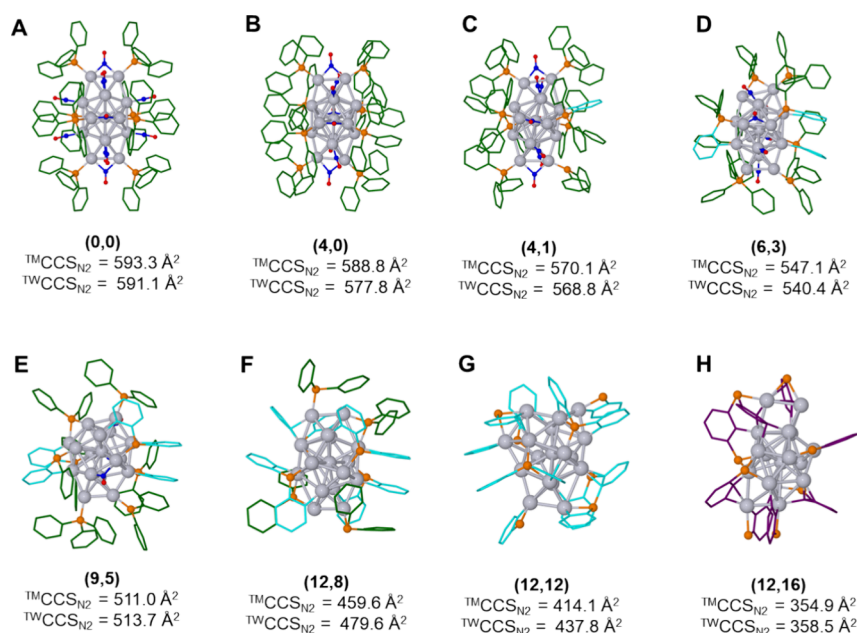 A
B
C
D
(0,0)
TMCCSN2 = 593.3 Å2
TWCCSN2 = 591.1 Å2
(4,0)
TMCCSN2 = 588.8 Å2
TWCCSN2 = 577.8 Å2
(4,1)
TMCCSN2 = 570.1 Å2
TWCCSN2 = 568.8 Å2
(6,3)
TMCCSN2 = 547.1 Å2
TWCCSN2 = 540.4 Å2
E
F
G
H
(9,5)
TMCCSN2 = 511.0 Å2
TWCCSN2 = 513.7 Å2
(12,8)
TMCCSN2 = 459.6 Å2
TWCCSN2 = 479.6 Å2
(12,12)
TMCCSN2 = 414.1 Å2
TWCCSN2 = 437.8 Å2
(12,16)
TMCCSN2 = 354.9 Å2
TWCCSN2 = 358.5 Å2